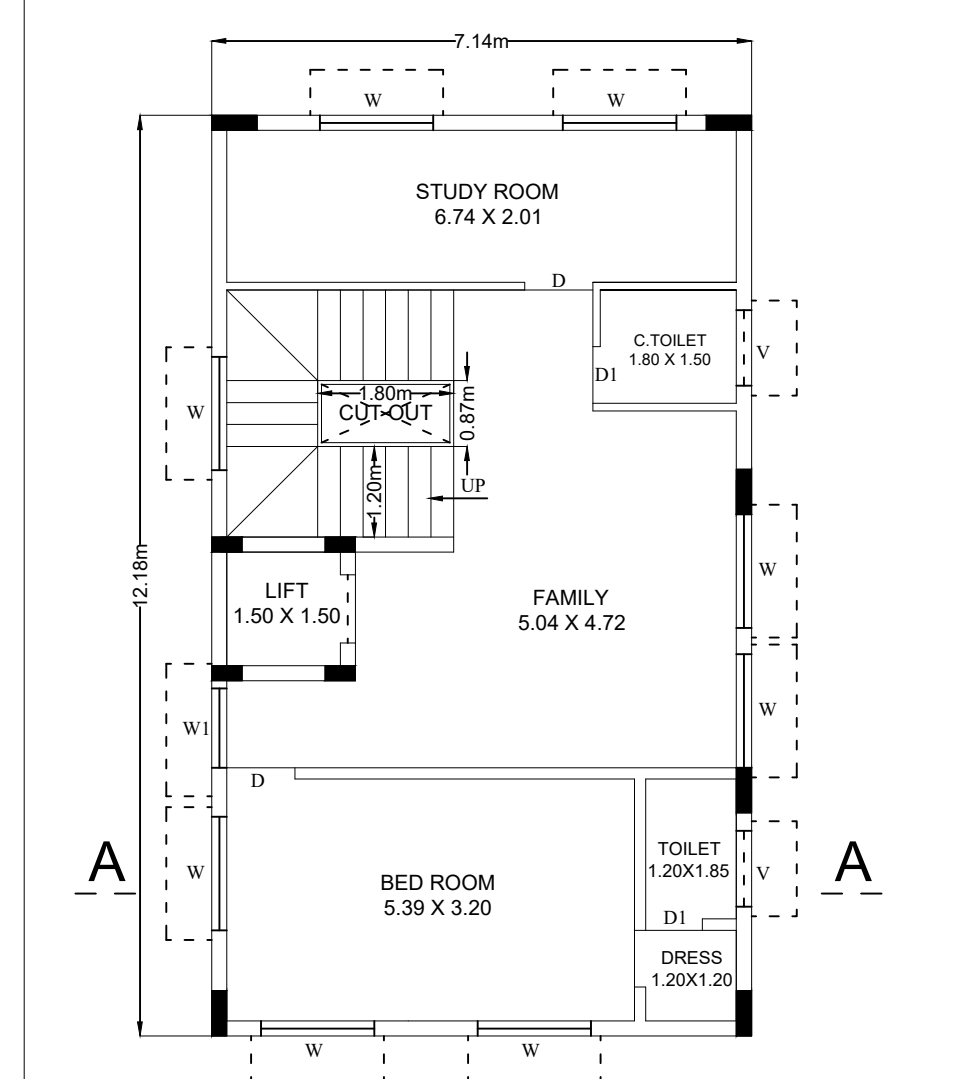 7.14m
W
W
STUDY ROOM
6.74 X 2.01
D
C.TOILET
1.80 X 1.50
V
D1
W
1.80m
CUT-OUT
0.87m
1.20m
UP
12.18m
LIFT
1.50 X 1.50
FAMILY
5.04 X 4.72
W
W
W1
D
A
W
BED ROOM
5.39 X 3.20
TOILET
1.20X1.85
V
A
D1
DRESS
1.20X1.20
W
W